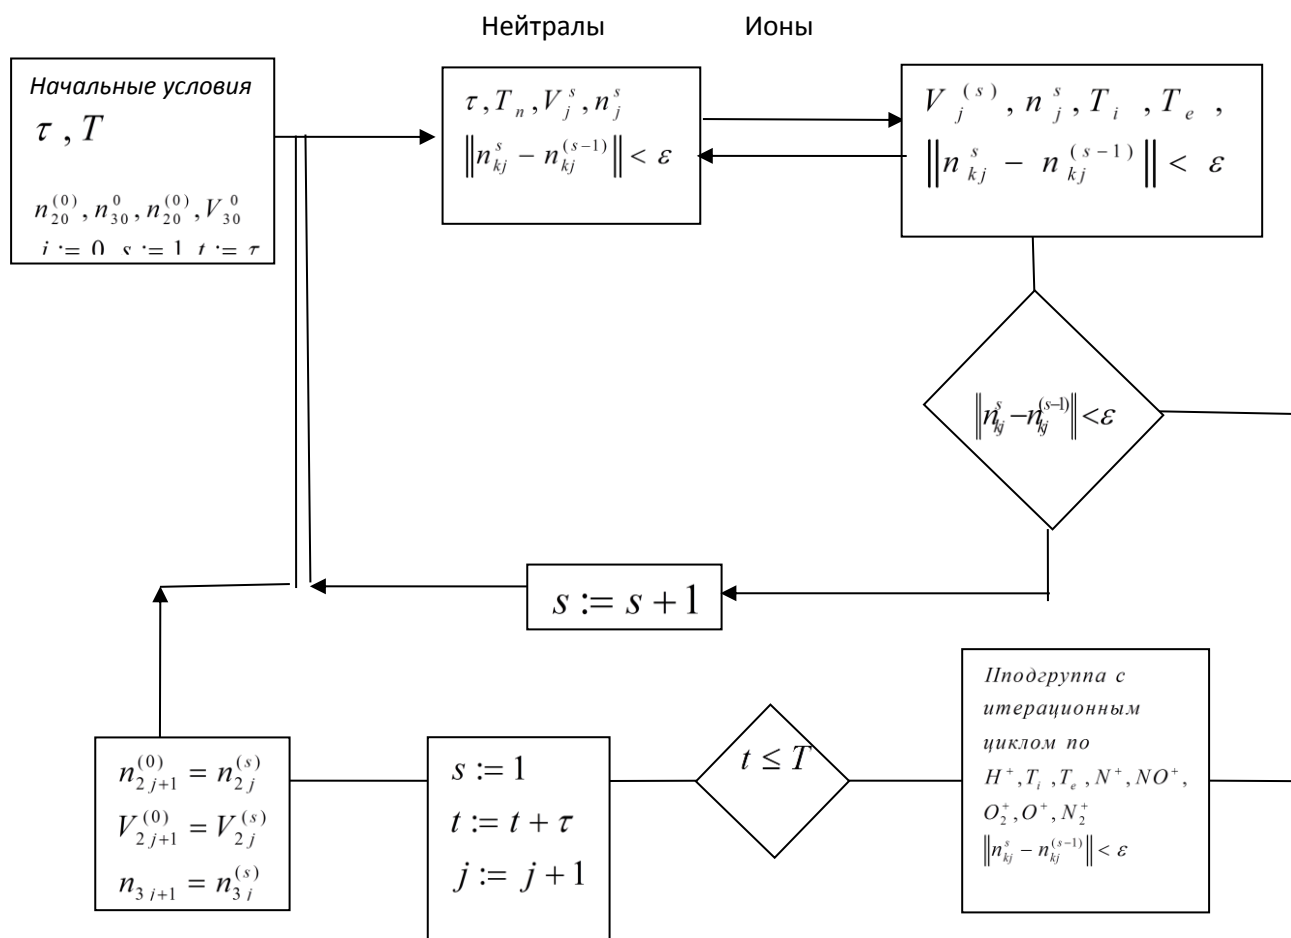 Нейтралы Ионы
Начальные условия
τ , T
n_{20}^{(0)}, n_{30}^{0}, n_{20}^{(0)}, V_{30}^{0}
j := 0 s := 1 t := τ
τ , T_n , V_j^s , n_j^s
‖n_{kj}^s − n_{kj}^{(s−1)}‖ < ε
V_j^{(s)} , n_j^s , T_i , T_e ,
‖n_{kj}^s − n_{kj}^{(s−1)}‖ < ε
‖n_{kj}^s − n_{kj}^{(s−1)}‖ < ε
s := s + 1
n_{2j+1}^{(0)} = n_{2j}^{(s)}
V_{2j+1}^{(0)} = V_{2j}^{(s)}
n_{3j+1} = n_{3j}^{(s)}
s := 1
t := t + τ
j := j + 1
t ≤ T
IIподгруппа с
итерационным
циклом по
H^+, T_i , T_e , N^+, NO^+,
O_2^+, O^+, N_2^+
‖n_{kj}^s − n_{kj}^{(s−1)}‖ < ε